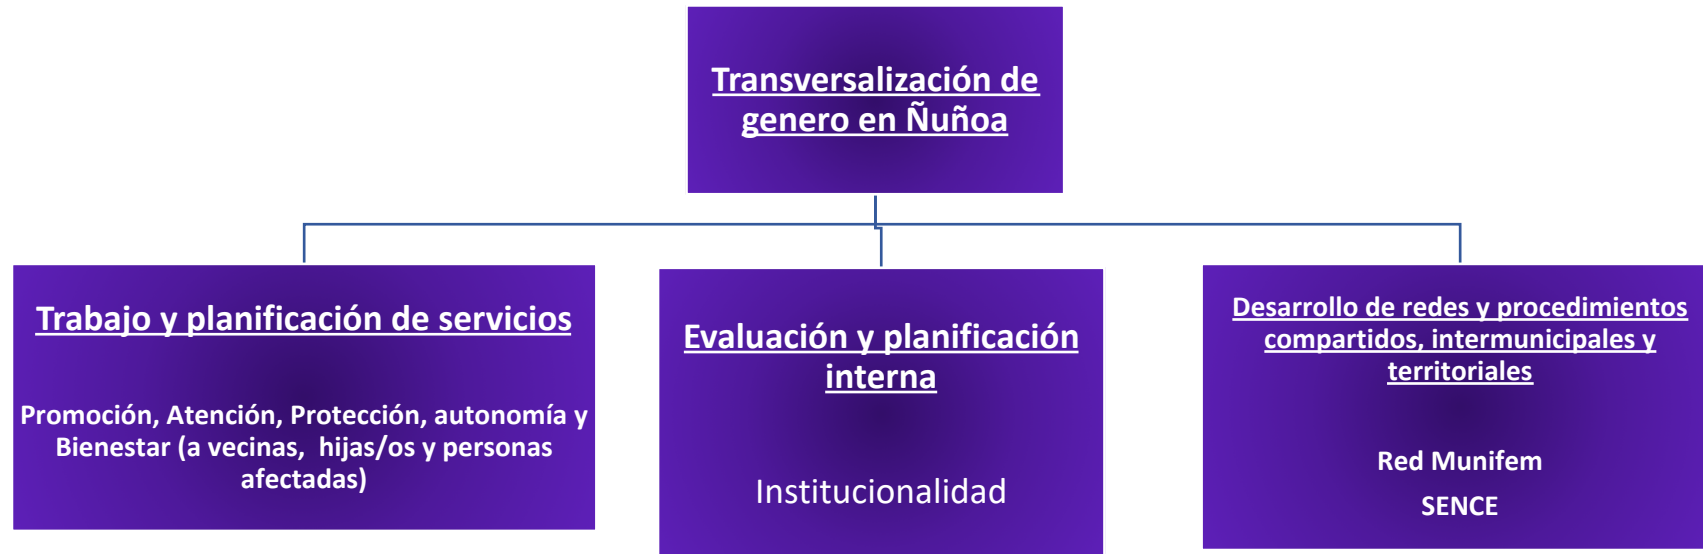 Transversalización de
genero en Ñuñoa
Trabajo y planificación de servicios
Promoción, Atención, Protección, autonomía y
Bienestar (a vecinas, hijas/os y personas
afectadas)
Evaluación y planificación
interna
Institucionalidad
Desarrollo de redes y procedimientos
compartidos, intermunicipales y
territoriales
Red Munifem
SENCE